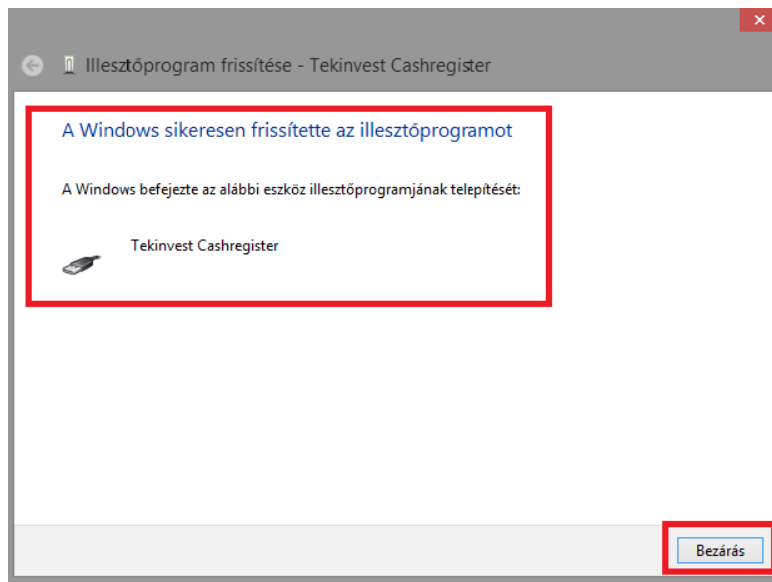 Illesztőprogram frissítése - Tekinvest Cashregister
A Windows sikeresen frissítette az illesztőprogramot
A Windows befejezte az alábbi eszköz illesztőprogramjának telepítését:
Tekinvest Cashregister
Bezárás